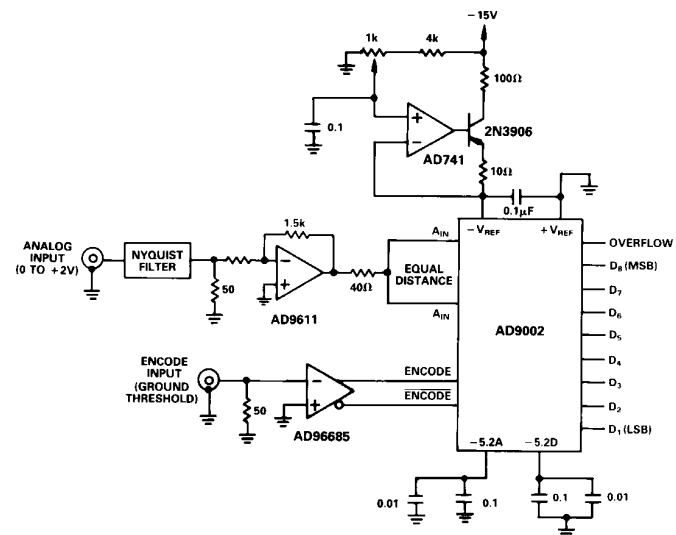 −15V
1k
4k
100Ω
0.1
+
−
AD741
2N3906
10Ω
0.1µF
−VREF
+VREF
ANALOG
INPUT
(0 TO +2V)
NYQUIST
FILTER
50
1.5k
−
+
AD9611
40Ω
AIN
EQUAL
DISTANCE
AIN
AD9002
OVERFLOW
D8 (MSB)
D7
D6
D5
D4
D3
D2
D1 (LSB)
ENCODE
INPUT
(GROUND
THRESHOLD)
50
−
+
AD96685
ENCODE
ENCODE
−5.2A
−5.2D
0.01
0.1
0.1
0.01